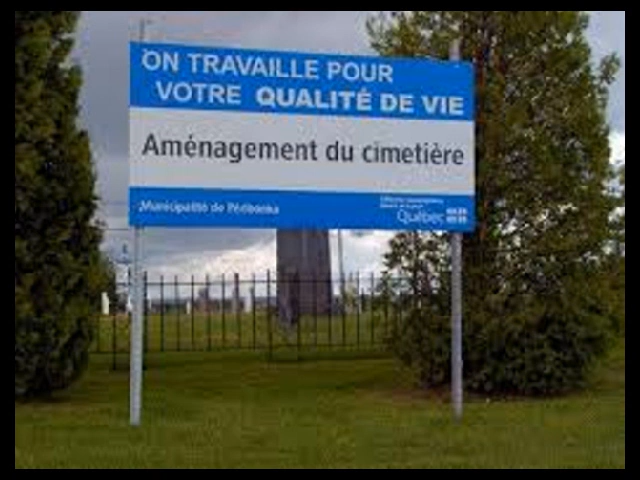 ON TRAVAILLE POUR
VOTRE QUALITÉ DE VIE
Aménagement du cimetière
Municipalité de Péribonka
Québec